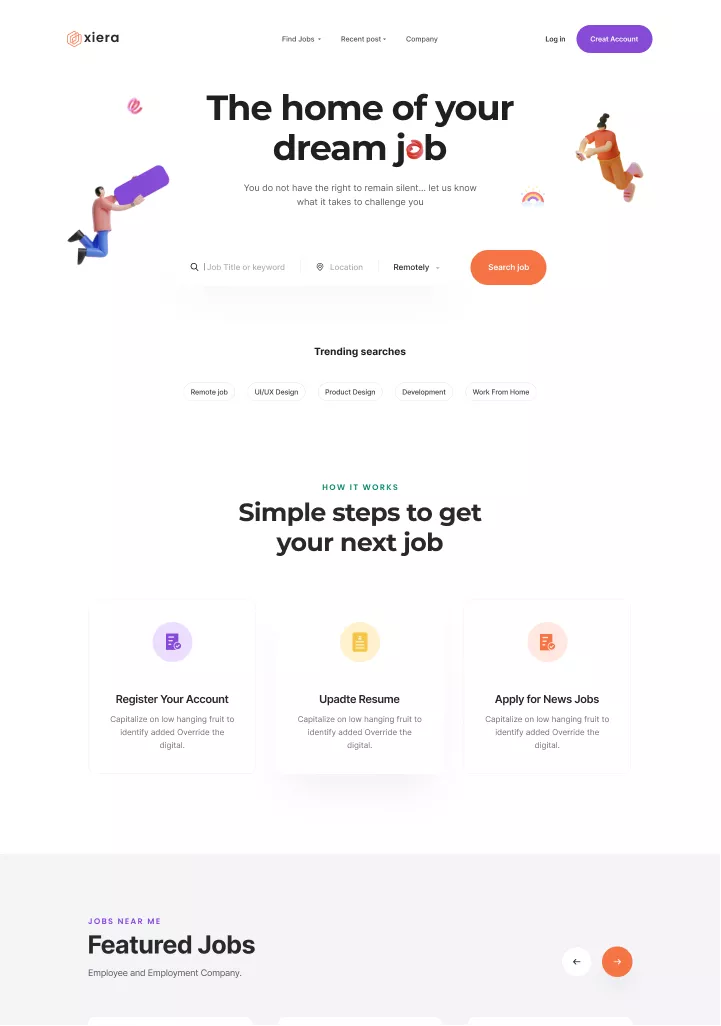 xiera
Find Jobs
Recent post
Company
Log in
Creat Account
The home of your
dream job
You do not have the right to remain silent... let us know
what it takes to challenge you
Job Title or keyword
Location
Remotely
Search job
Trending searches
Remote job
UI/UX Design
Product Design
Development
Work From Home
HOW IT WORKS
Simple steps to get
your next job
Register Your Account
Capitalize on low hanging fruit to
identify added Override the
digital.
Upadte Resume
Capitalize on low hanging fruit to
identify added Override the
digital.
Apply for News Jobs
Capitalize on low hanging fruit to
identify added Override the
digital.
JOBS NEAR ME
Featured Jobs
Employee and Employment Company.